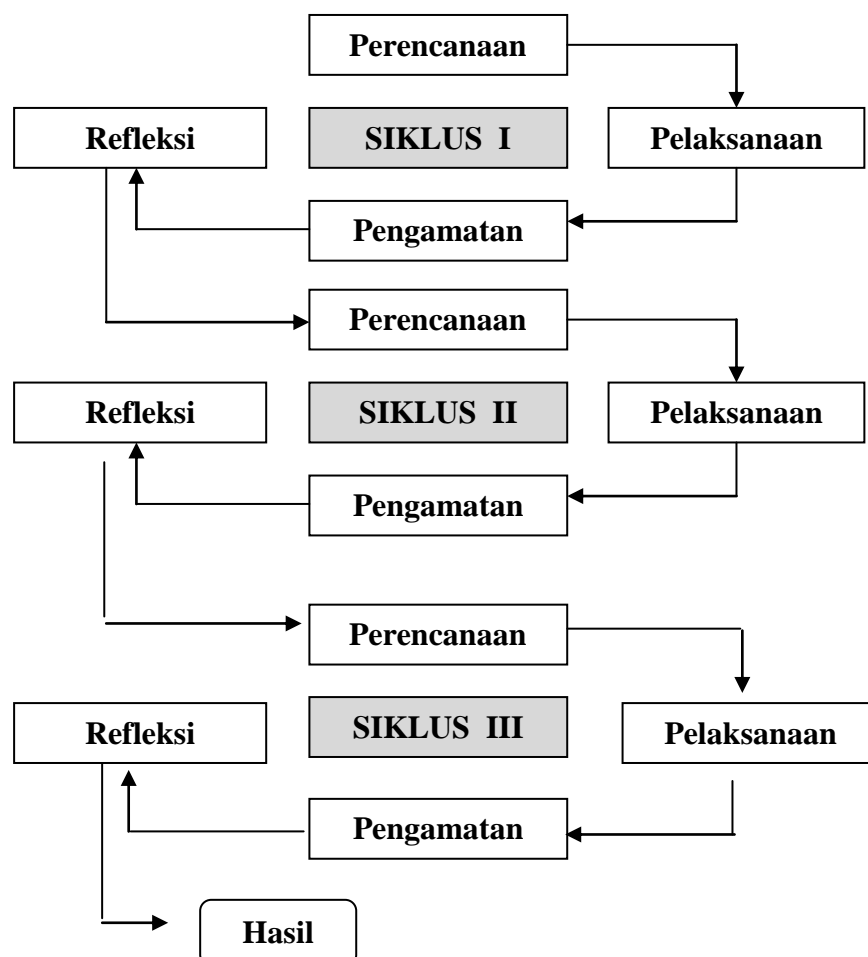 Perencanaan
Refleksi
SIKLUS I
Pelaksanaan
Pengamatan
Perencanaan
Refleksi
SIKLUS II
Pelaksanaan
Pengamatan
Perencanaan
Refleksi
SIKLUS III
Pelaksanaan
Pengamatan
Hasil